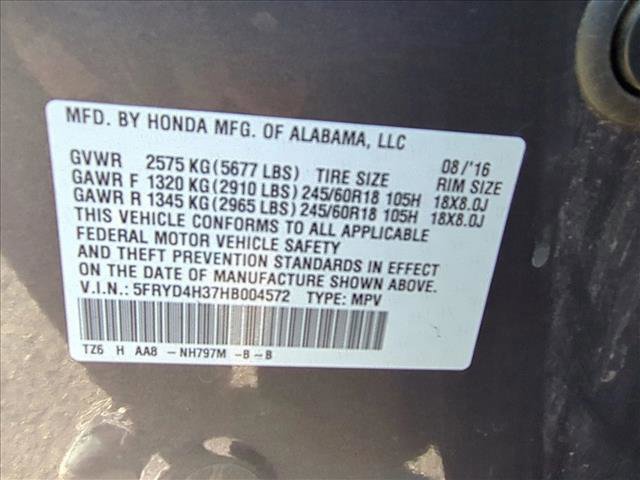 MFD. BY HONDA MFG. OF ALABAMA, LLC
GVWR 2575 KG(5677 LBS) TIRE SIZE 08/'16 RIM SIZE
GAWR F 1320 KG(2910 LBS) 245/60R18 105H 18X8.0J
GAWR R 1345 KG(2965 LBS) 245/60R18 105H 18X8.0J
THIS VEHICLE CONFORMS TO ALL APPLICABLE
FEDERAL MOTOR VEHICLE SAFETY
AND THEFT PREVENTION STANDARDS IN EFFECT
ON THE DATE OF MANUFACTURE SHOWN ABOVE.
V.I.N.: 5FRYD4H37HB004572 TYPE: MPV
TZ6 H AA8 -NH797M -B-B